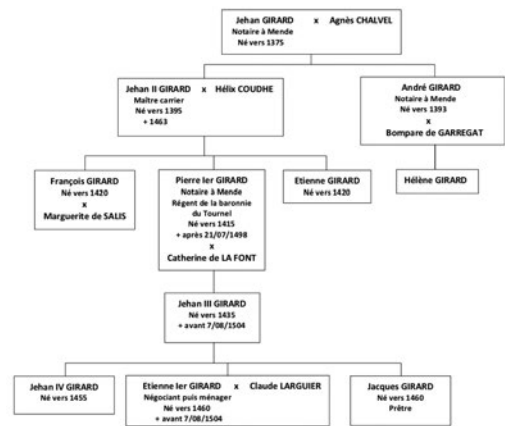 Jehan GIRARD x Agnès CHALVEL
Notaire à Mende
Né vers 1375
Jehan II GIRARD x Hélix COUDHE
Maître carrier
Né vers 1395
+ 1463
André GIRARD
Notaire à Mende
Né vers 1393
x
Bompare de GARREGAT
François GIRARD
Né vers 1420
x
Marguerite de SALIS
Pierre Ier GIRARD
Notaire à Mende
Régent de la baronnie
du Tournel
Né vers 1415
+ après 21/07/1498
x
Catherine de LA FONT
Etienne GIRARD
Né vers 1420
Hélène GIRARD
Jehan III GIRARD
Né vers 1435
+ avant 7/08/1504
Jehan IV GIRARD
Né vers 1455
Etienne Ier GIRARD x Claude LARGUIER
Négociant puis ménager
Né vers 1460
+ avant 7/08/1504
Jacques GIRARD
Né vers 1460
Prêtre